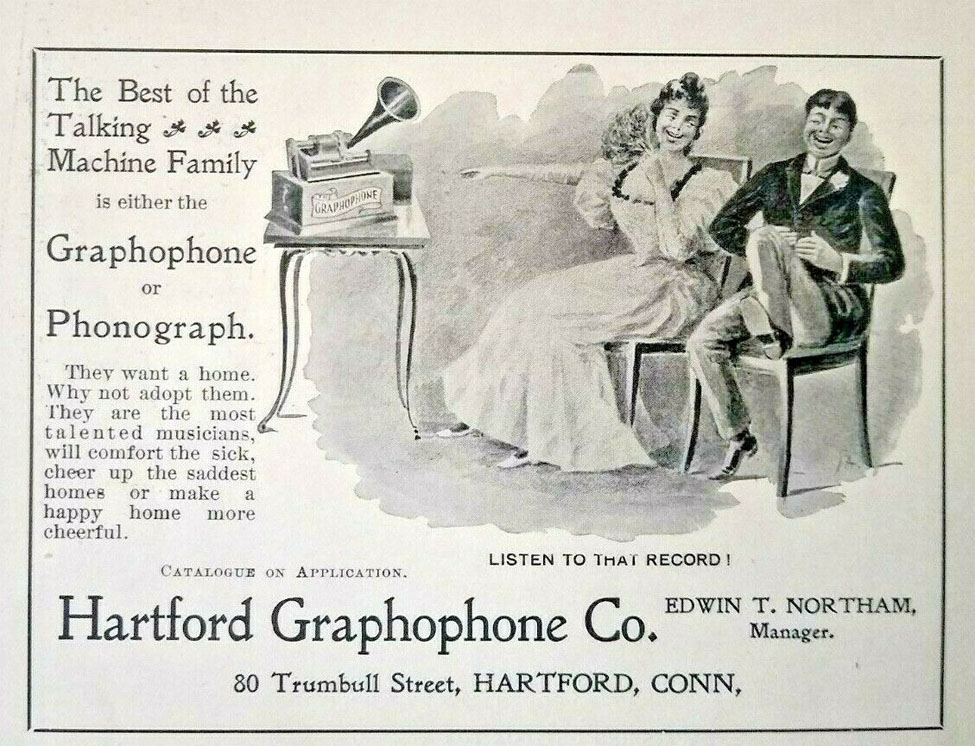 The Best of the
Talking
Machine Family
is either the
Graphophone
or
Phonograph.
They want a home.
Why not adopt them.
They are the most
talented musicians,
will comfort the sick,
cheer up the saddest
homes or make a
happy home more
cheerful.
THE
GRAPHOPHONE
LISTEN TO THAT RECORD!
CATALOGUE ON APPLICATION.
Hartford Graphophone Co.
EDWIN T. NORTHAM,
Manager.
80 Trumbull Street, HARTFORD, CONN,